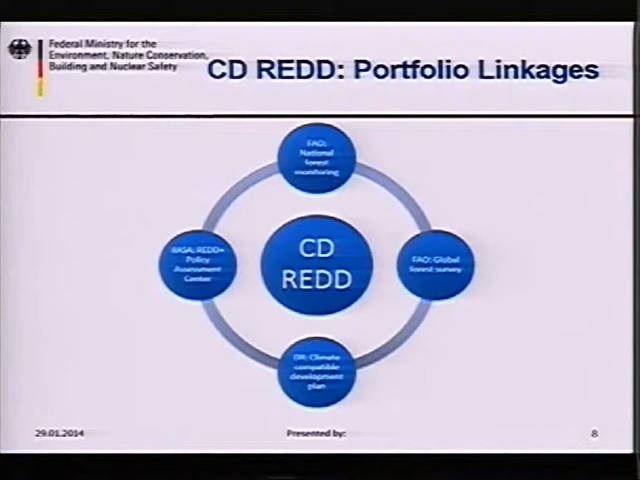 Federal Ministry for the
Environment, Nature Conservation,
Building and Nuclear Safety
CD REDD: Portfolio Linkages
FAO:
National
forest
monitoring
IIASA: REDD+
Policy
Assessment
Center
CD
REDD
FAO: Global
forest survey
Climate
compatible
development
plan
29.01.2014
Presented by:
8